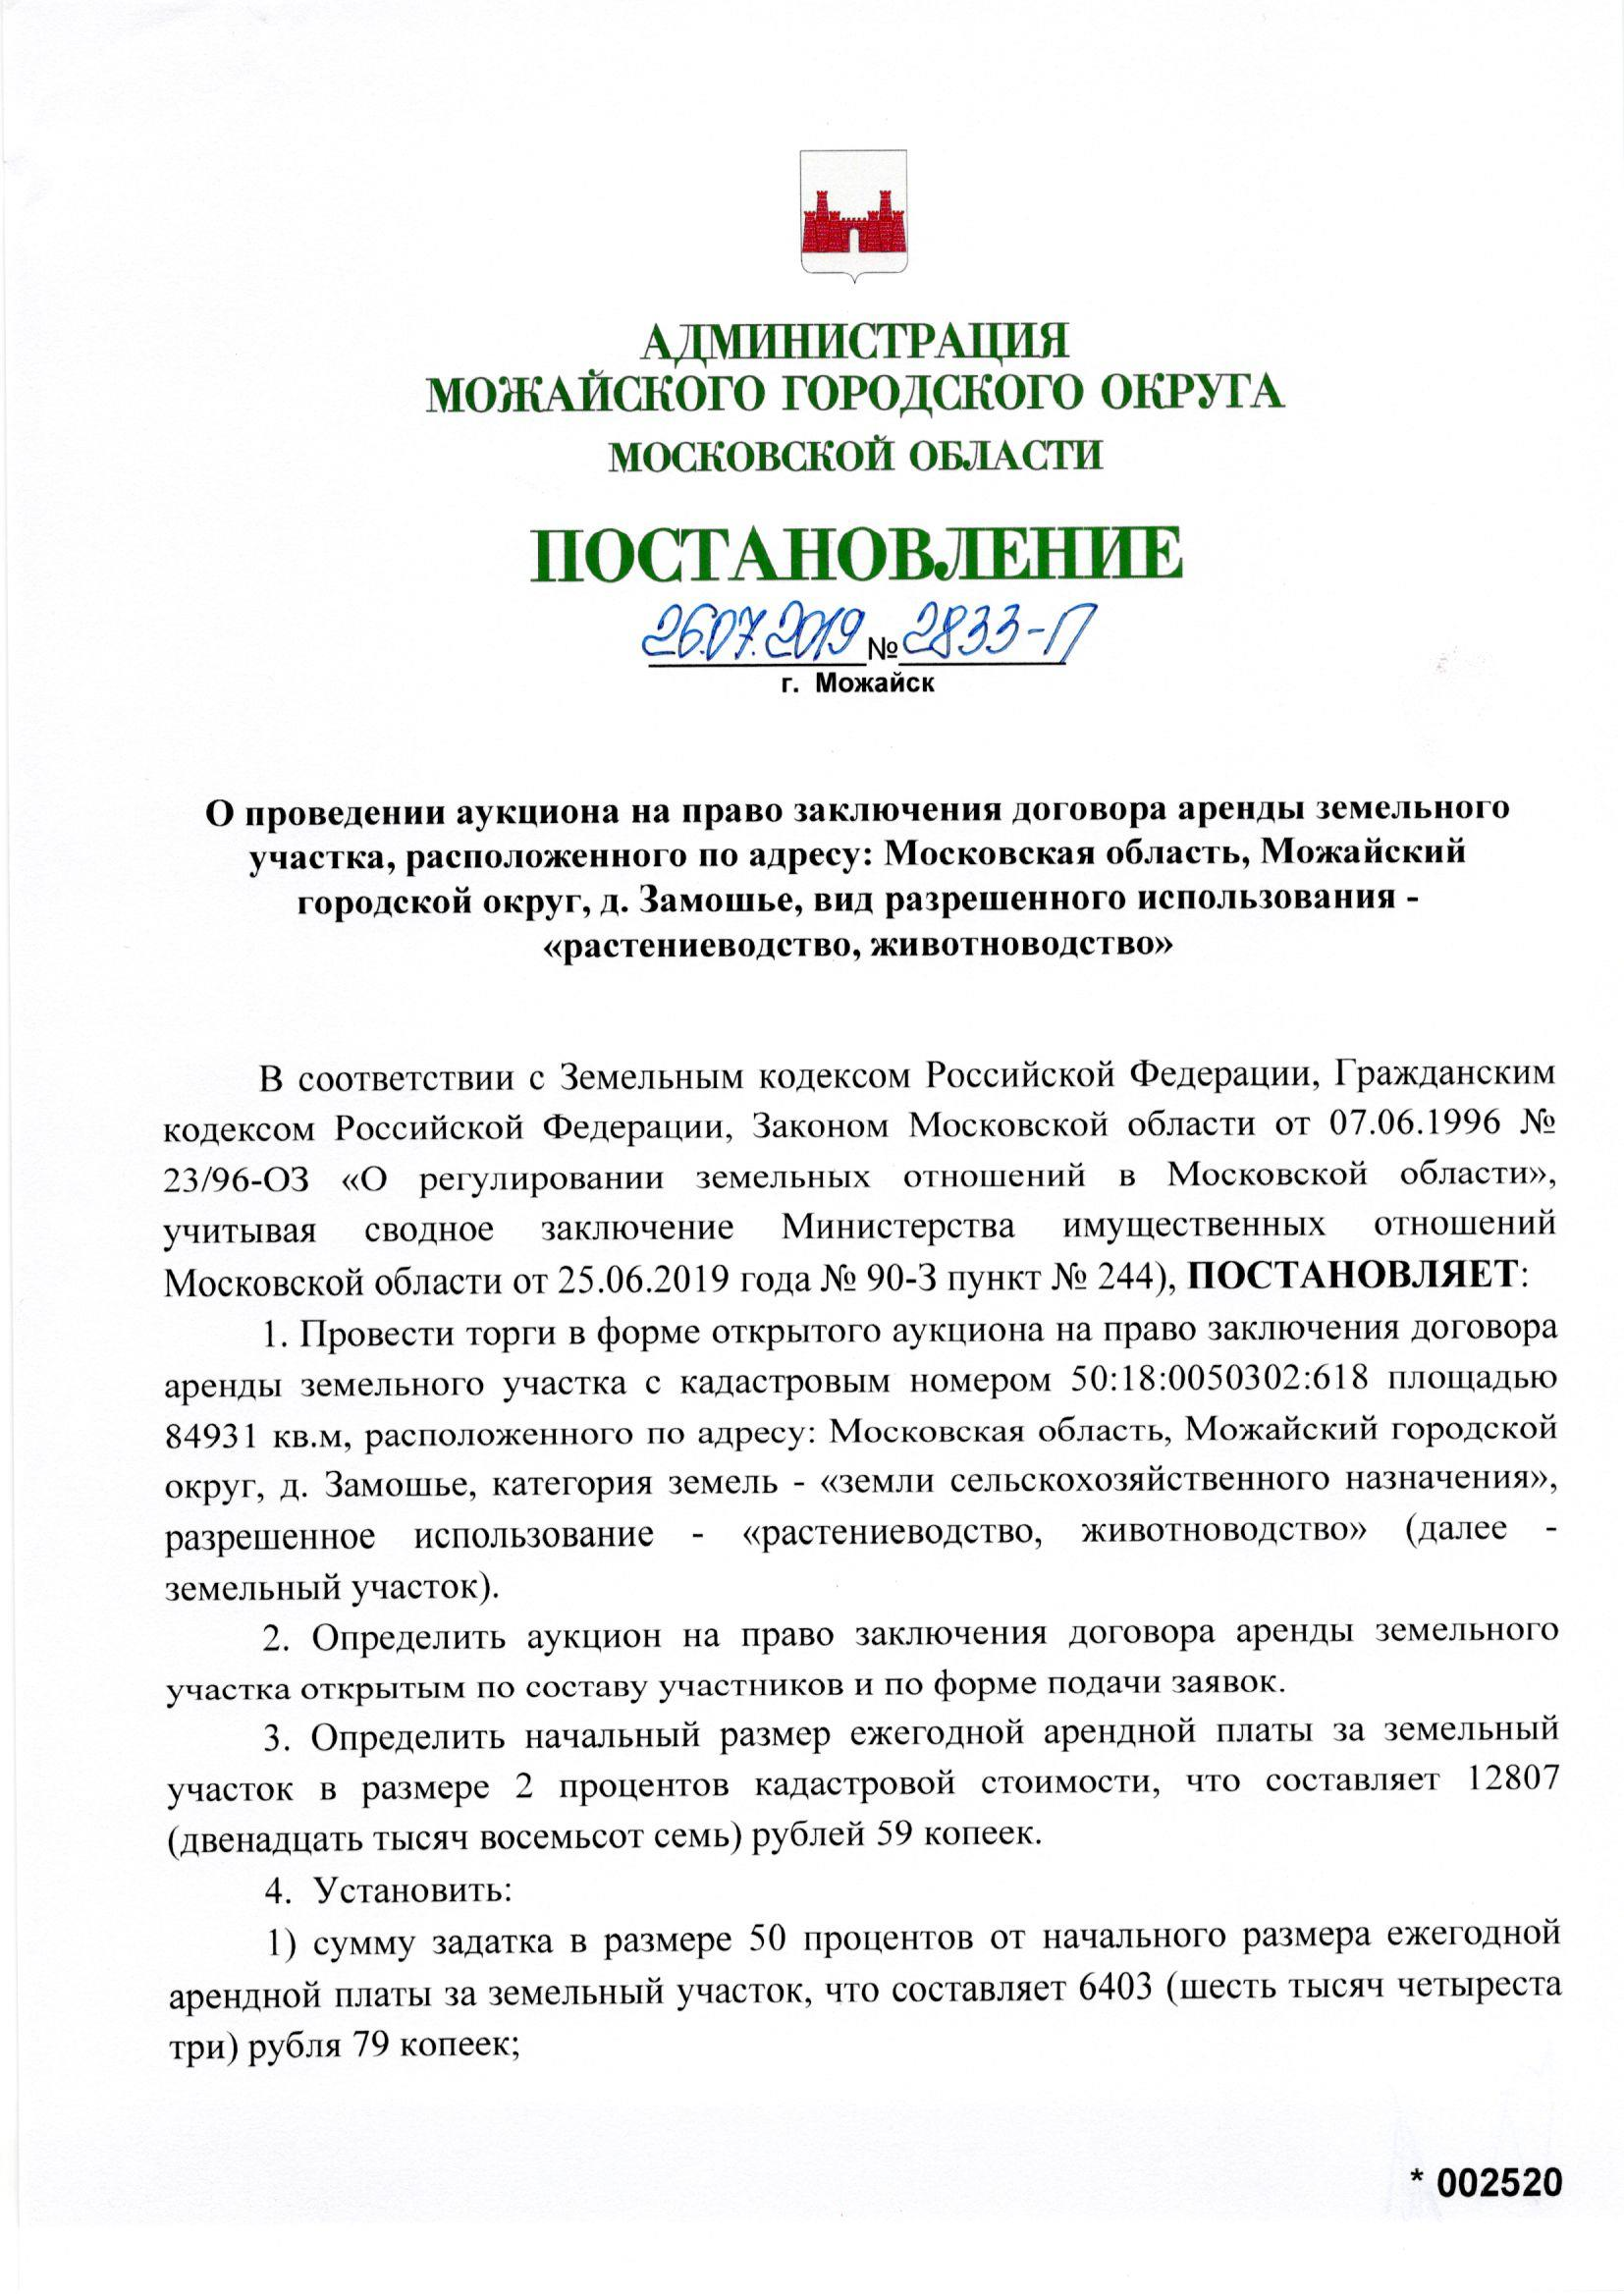 АДМИНИСТРАЦИЯ
МОЖАЙСКОГО ГОРОДСКОГО ОКРУГА
МОСКОВСКОЙ ОБЛАСТИ
ПОСТАНОВЛЕНИЕ
26.07.2019 № 2833-П
г. Можайск
О проведении аукциона на право заключения договора аренды земельного
участка, расположенного по адресу: Московская область, Можайский
городской округ, д. Замошье, вид разрешенного использования -
«растениеводство, животноводство»
В соответствии с Земельным кодексом Российской Федерации, Гражданским
кодексом Российской Федерации, Законом Московской области от 07.06.1996 №
23/96-ОЗ «О регулировании земельных отношений в Московской области»,
учитывая сводное заключение Министерства имущественных отношений
Московской области от 25.06.2019 года № 90-З пункт № 244), ПОСТАНОВЛЯЕТ:
1. Провести торги в форме открытого аукциона на право заключения договора
аренды земельного участка с кадастровым номером 50:18:0050302:618 площадью
84931 кв.м, расположенного по адресу: Московская область, Можайский городской
округ, д. Замошье, категория земель - «земли сельскохозяйственного назначения»,
разрешенное использование - «растениеводство, животноводство» (далее -
земельный участок).
2. Определить аукцион на право заключения договора аренды земельного
участка открытым по составу участников и по форме подачи заявок.
3. Определить начальный размер ежегодной арендной платы за земельный
участок в размере 2 процентов кадастровой стоимости, что составляет 12807
(двенадцать тысяч восемьсот семь) рублей 59 копеек.
4. Установить:
1) сумму задатка в размере 50 процентов от начального размера ежегодной
арендной платы за земельный участок, что составляет 6403 (шесть тысяч четыреста
три) рубля 79 копеек;
* 002520